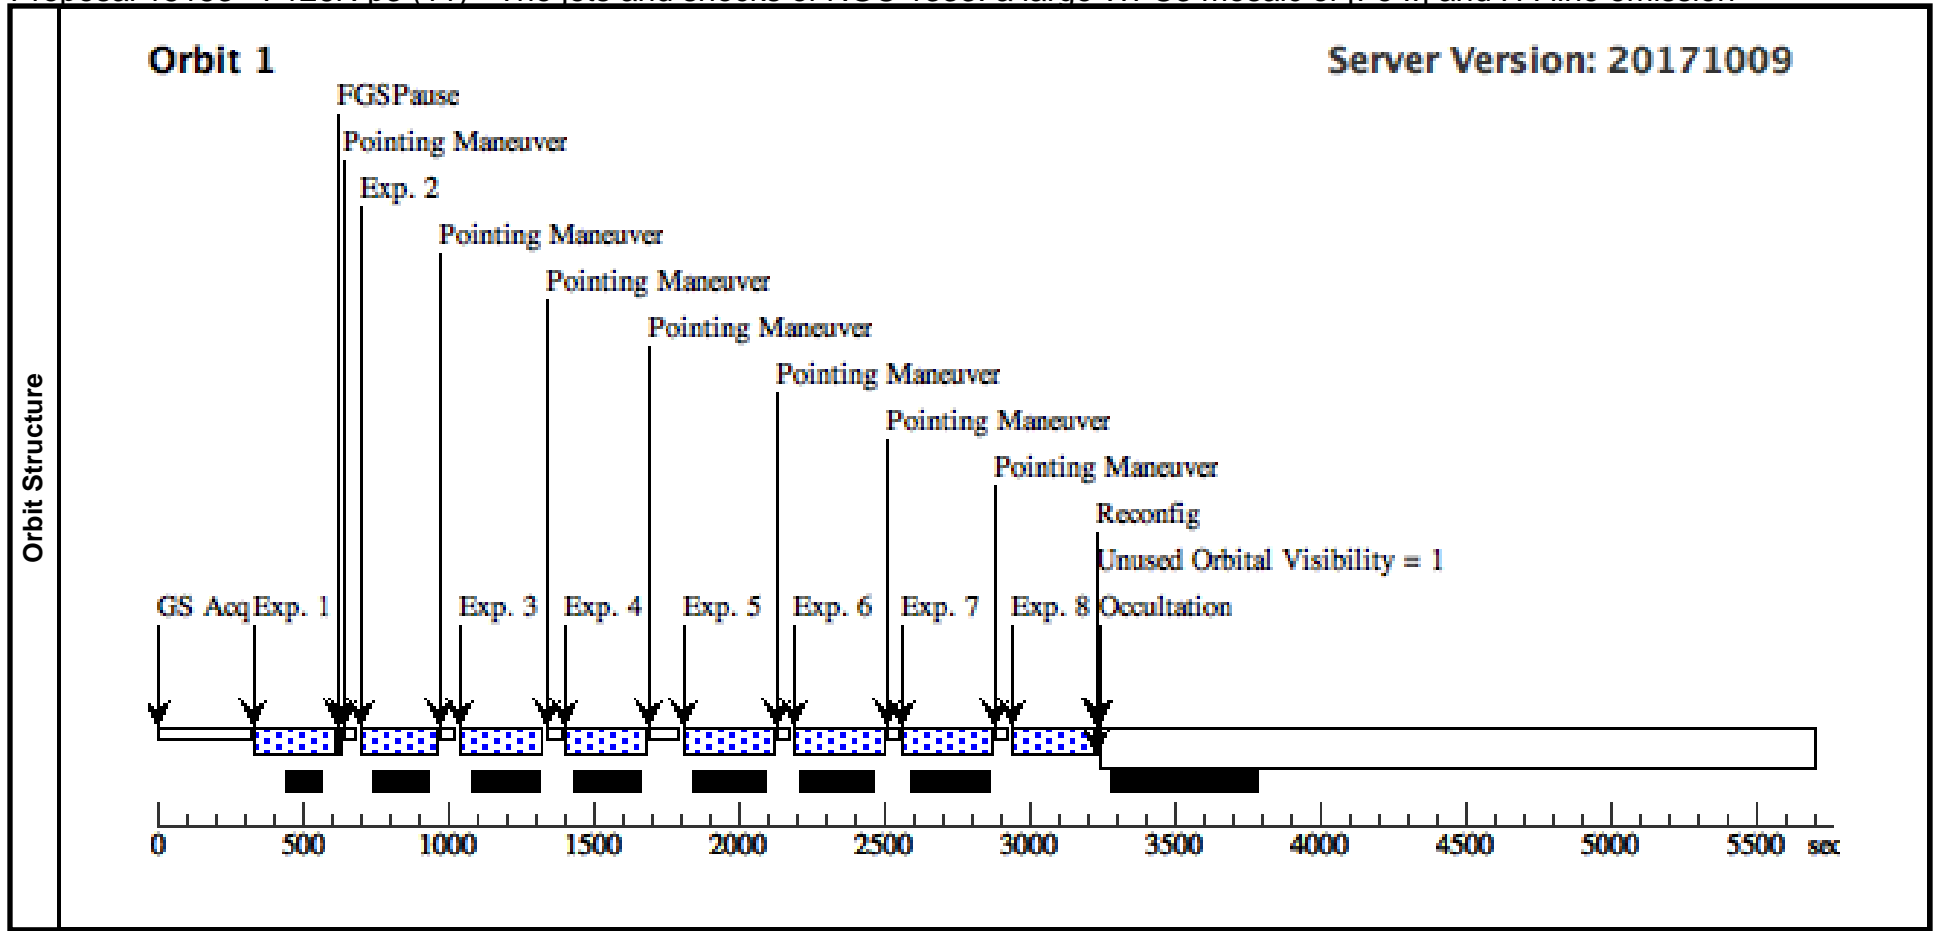 Orbit 1
Server Version: 20171009
FGSPause
Pointing Maneuver
Exp. 2
Pointing Maneuver
Pointing Maneuver
Pointing Maneuver
Pointing Maneuver
Pointing Maneuver
Pointing Maneuver
Reconfig
Unused Orbital Visibility = 1
GS Acq Exp. 1 Exp. 3 Exp. 4 Exp. 5 Exp. 6 Exp. 7 Exp. 8 Occultation
0 500 1000 1500 2000 2500 3000 3500 4000 4500 5000 5500 sec
Orbit Structure